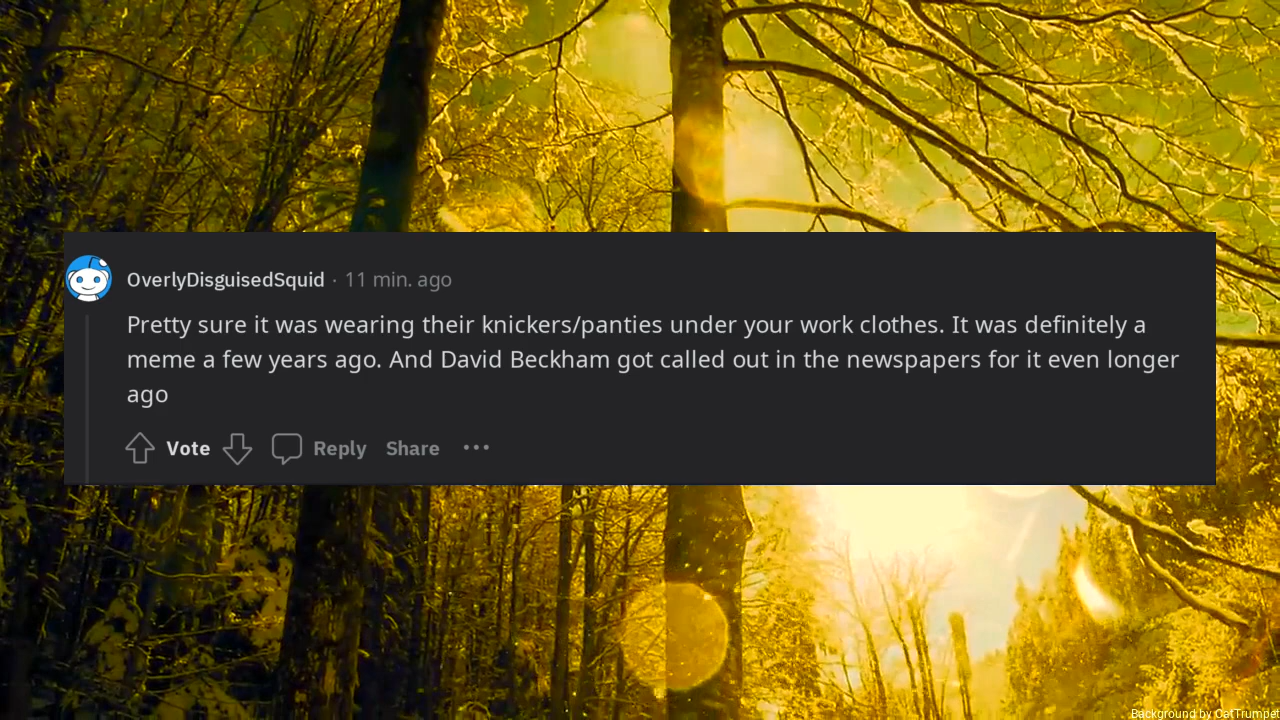 OverlyDisguisedSquid · 11 min. ago
Pretty sure it was wearing their knickers/panties under your work clothes. It was definitely a
meme a few years ago. And David Beckham got called out in the newspapers for it even longer
ago
Vote Reply Share ···
Background by CatTrumpet